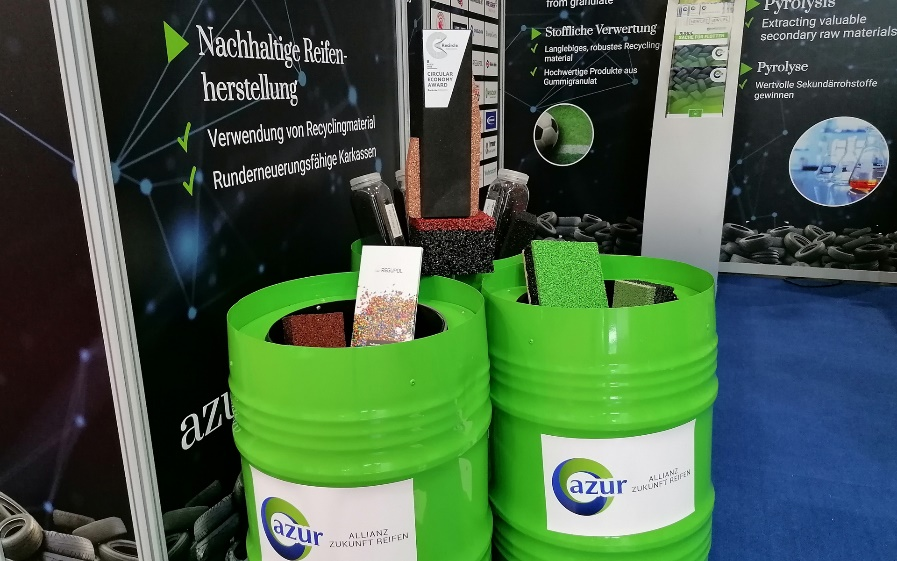 Nachhaltige Reifen-
herstellung
Verwendung von Recyclingmaterial
Runderneuerungsfähige Karkassen
CIRCULAR
ECONOMY
AWARD
from granulate
Stoffliche Verwertung
Langlebiges, robustes Recycling-
material
Hochwertige Produkte aus
Gummigranulat
Pyrolysis
Extracting valuable
secondary raw materials
Pyrolyse
Wertvolle Sekundärrohstoffe
gewinnen
azu
azur
ALLIANZ
ZUKUNFT REIFEN
azur
ALLIANZ
ZUKUNFT REIFEN